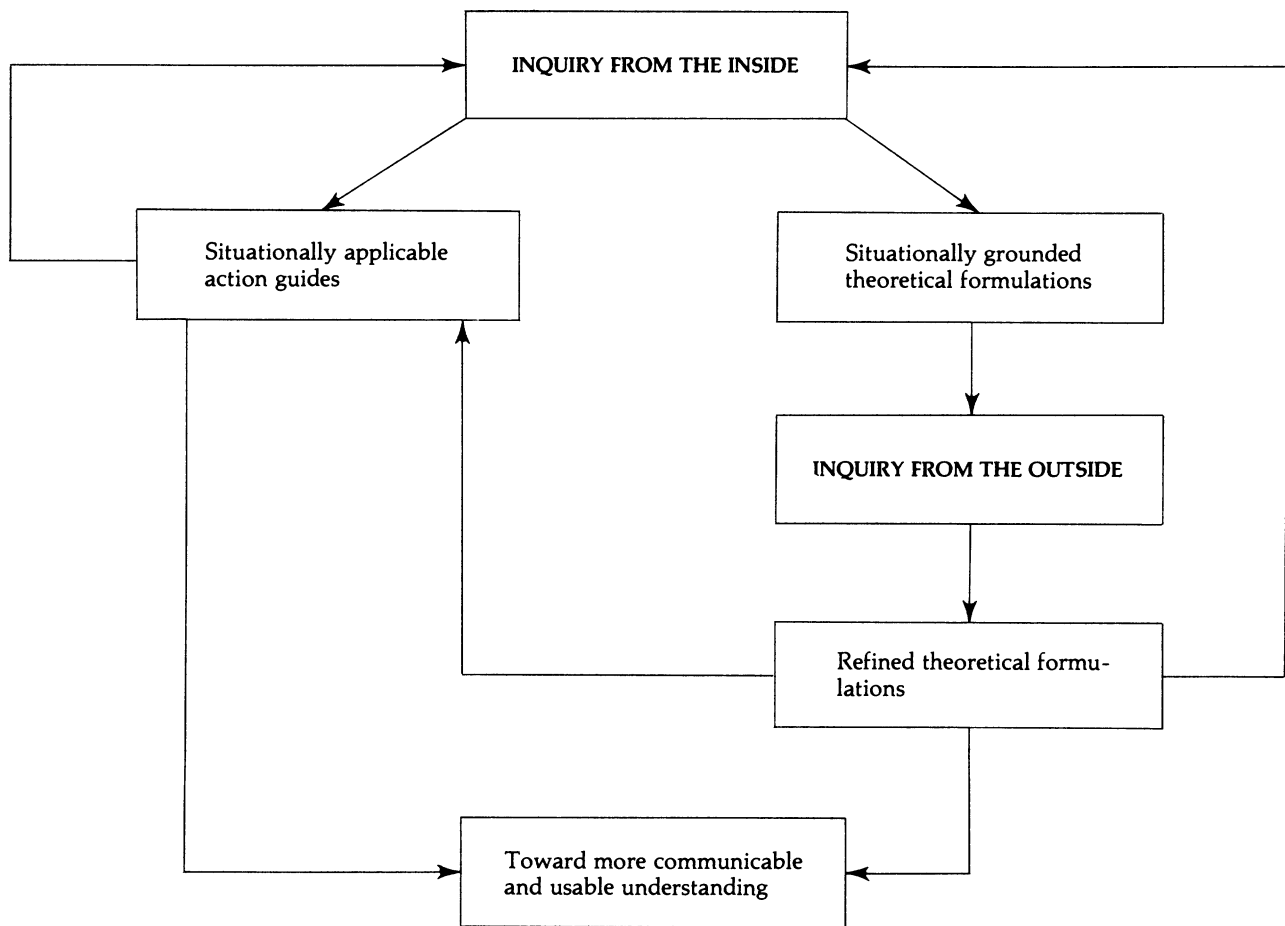 INQUIRY FROM THE INSIDE
Situationally applicable
action guides
Situationally grounded
theoretical formulations
INQUIRY FROM THE OUTSIDE
Refined theoretical formu-
lations
Toward more communicable
and usable understanding